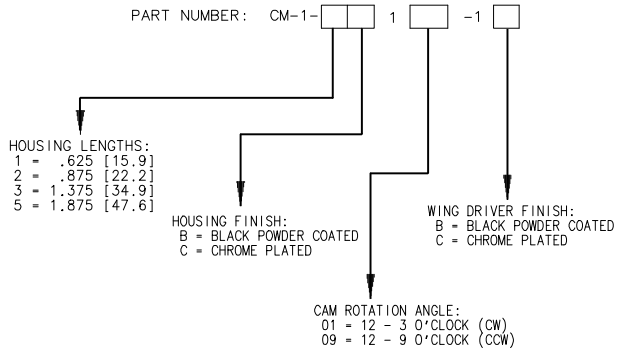 PART NUMBER: CM-1- 1 -1
HOUSING LENGTHS:
1 = .625 [15.9]
2 = .875 [22.2]
3 = 1.375 [34.9]
5 = 1.875 [47.6]
HOUSING FINISH:
B = BLACK POWDER COATED
C = CHROME PLATED
CAM ROTATION ANGLE:
01 = 12 - 3 O'CLOCK (CW)
09 = 12 - 9 O'CLOCK (CCW)
WING DRIVER FINISH:
B = BLACK POWDER COATED
C = CHROME PLATED